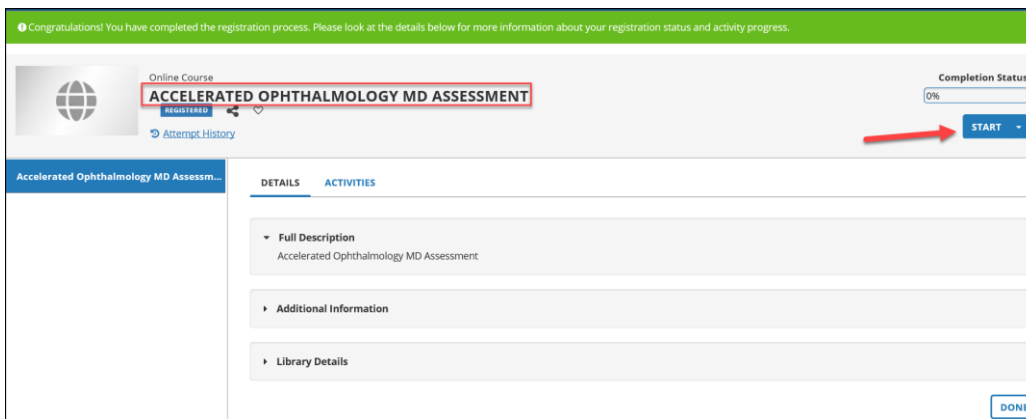 Congratulations! You have completed the registration process. Please look at the details below for more information about your registration status and activity progress.
Online Course
ACCELERATED OPHTHALMOLOGY MD ASSESSMENT
REGISTERED
Attempt History
Completion Status
0%
START
Accelerated Ophthalmology MD Assessm...
DETAILS ACTIVITIES
Full Description
Accelerated Ophthalmology MD Assessment
Additional Information
Library Details
DONE